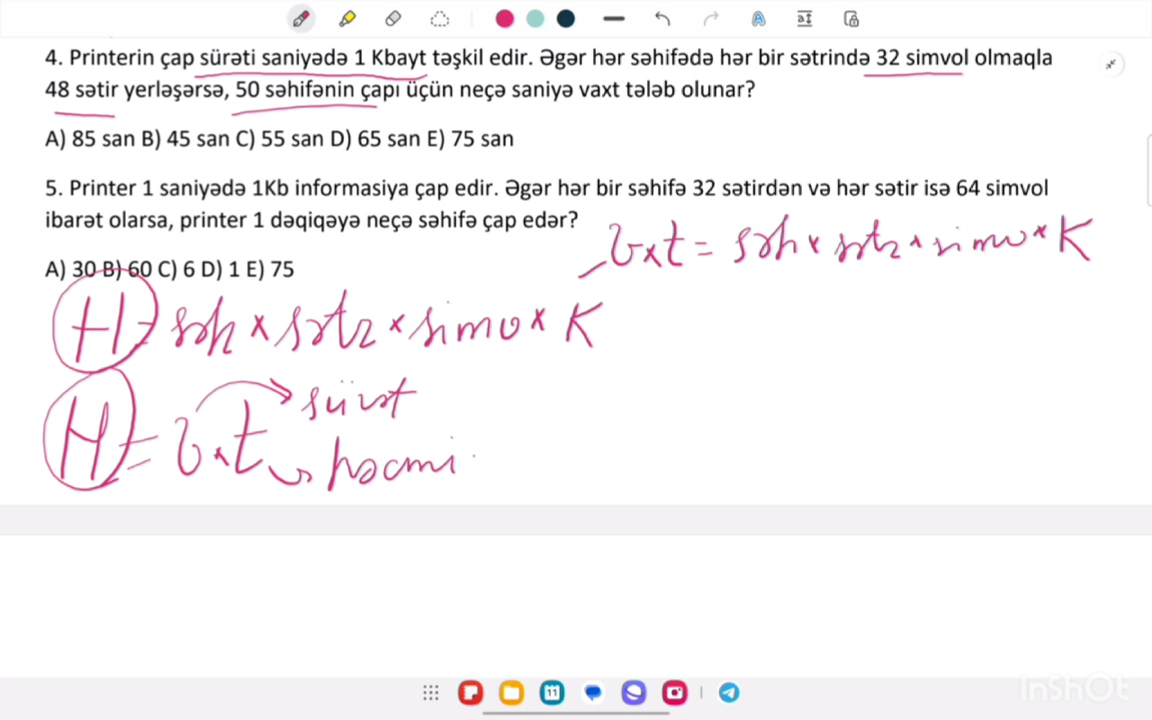 4. Printerin çap sürəti saniyədə 1 Kbayt təşkil edir. Əgər hər səhifədə hər bir sətrində 32 simvol olmaqla
48 sətir yerləşərsə, 50 səhifənin çapı üçün neçə saniyə vaxt tələb olunar?
A) 85 san B) 45 san C) 55 san D) 65 san E) 75 san
5. Printer 1 saniyədə 1Kb informasiya çap edir. Əgər hər bir səhifə 32 sətirdən və hər sətir isə 64 simvol
ibarət olarsa, printer 1 dəqiqəyə neçə səhifə çap edər?
A) 30 B) 60 C) 6 D) 1 E) 75
t = səh × sətr × simv × K
H = səh × sətr × simv × K
sürət
H = t
həcmi
11
InShOt